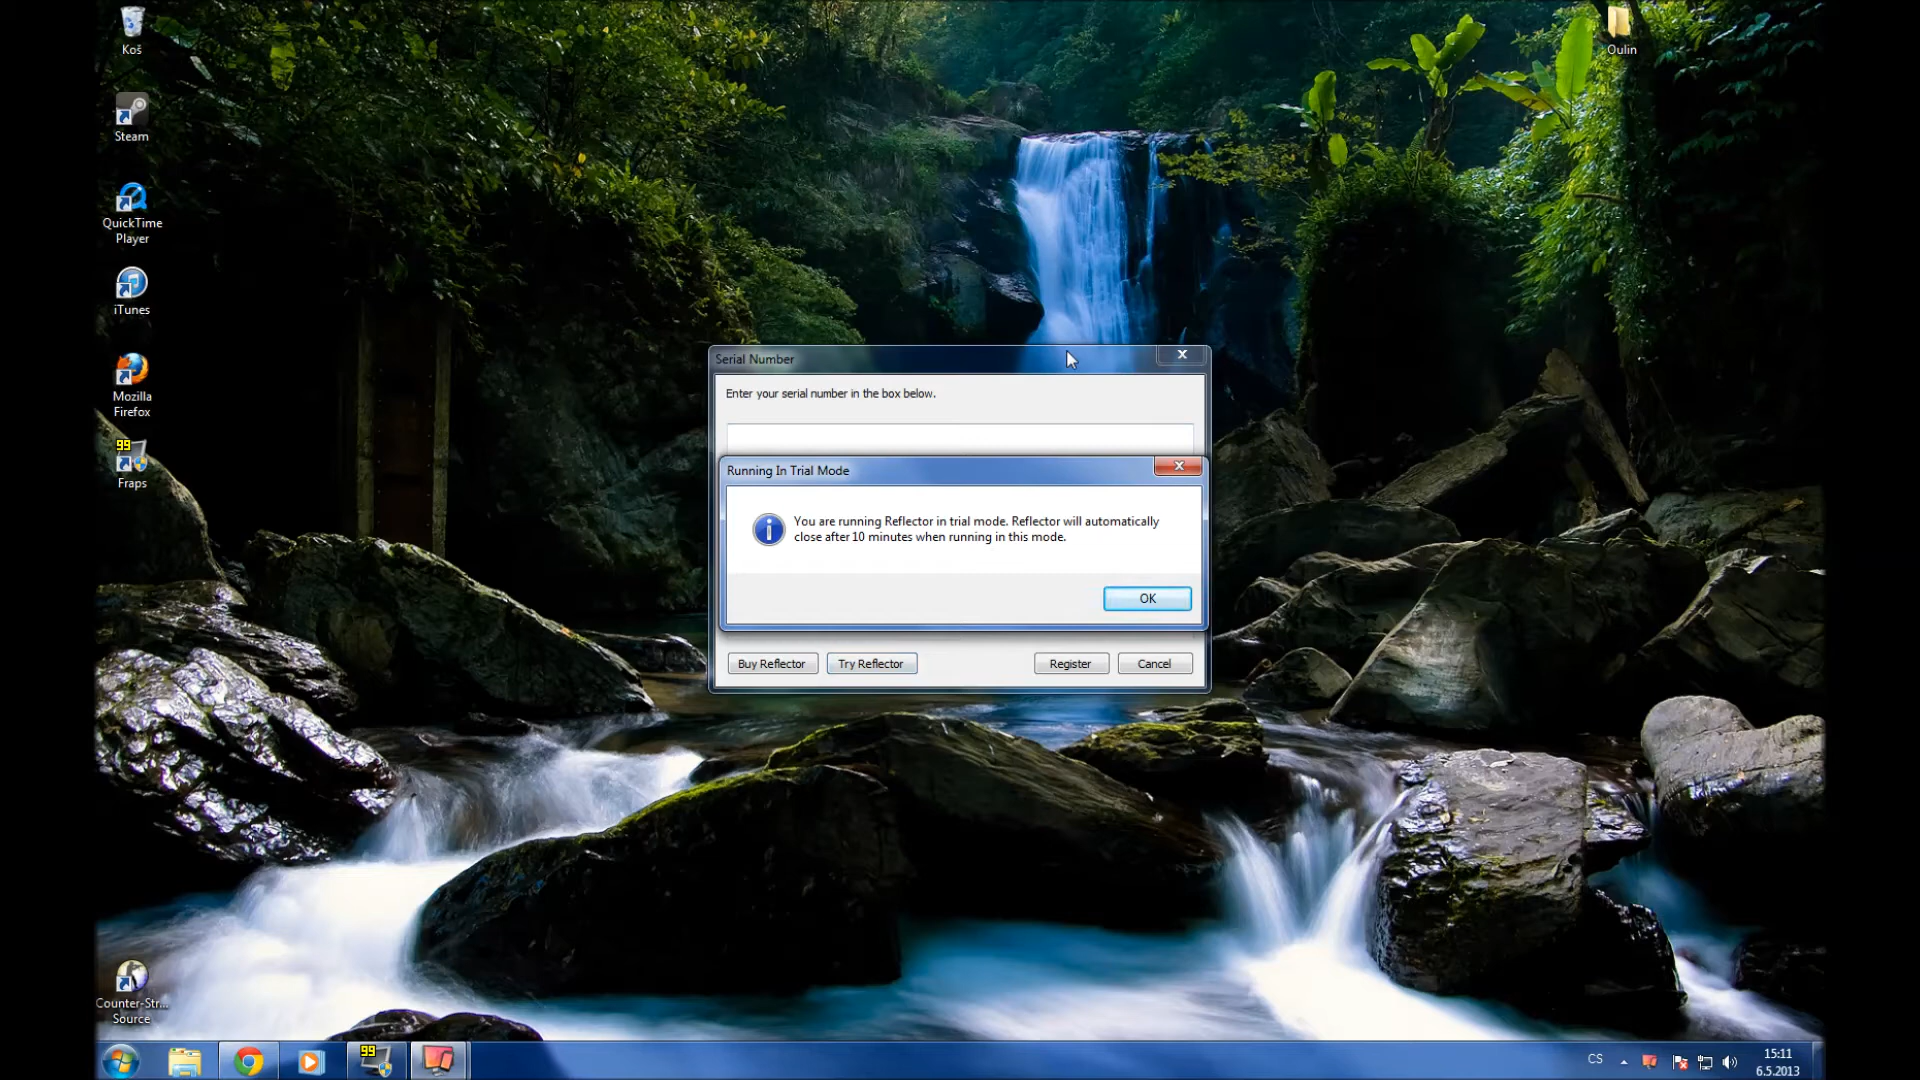 Koš
Steam
QuickTime
Player
iTunes
Mozilla
Firefox
99
Fraps
Counter-Str...
Source
Oulin
Serial Number
Enter your serial number in the box below.
Running In Trial Mode
You are running Reflector in trial mode. Reflector will automatically
close after 10 minutes when running in this mode.
OK
Buy Reflector
Try Reflector
Register
Cancel
99
CS
15:11
6.5.2013